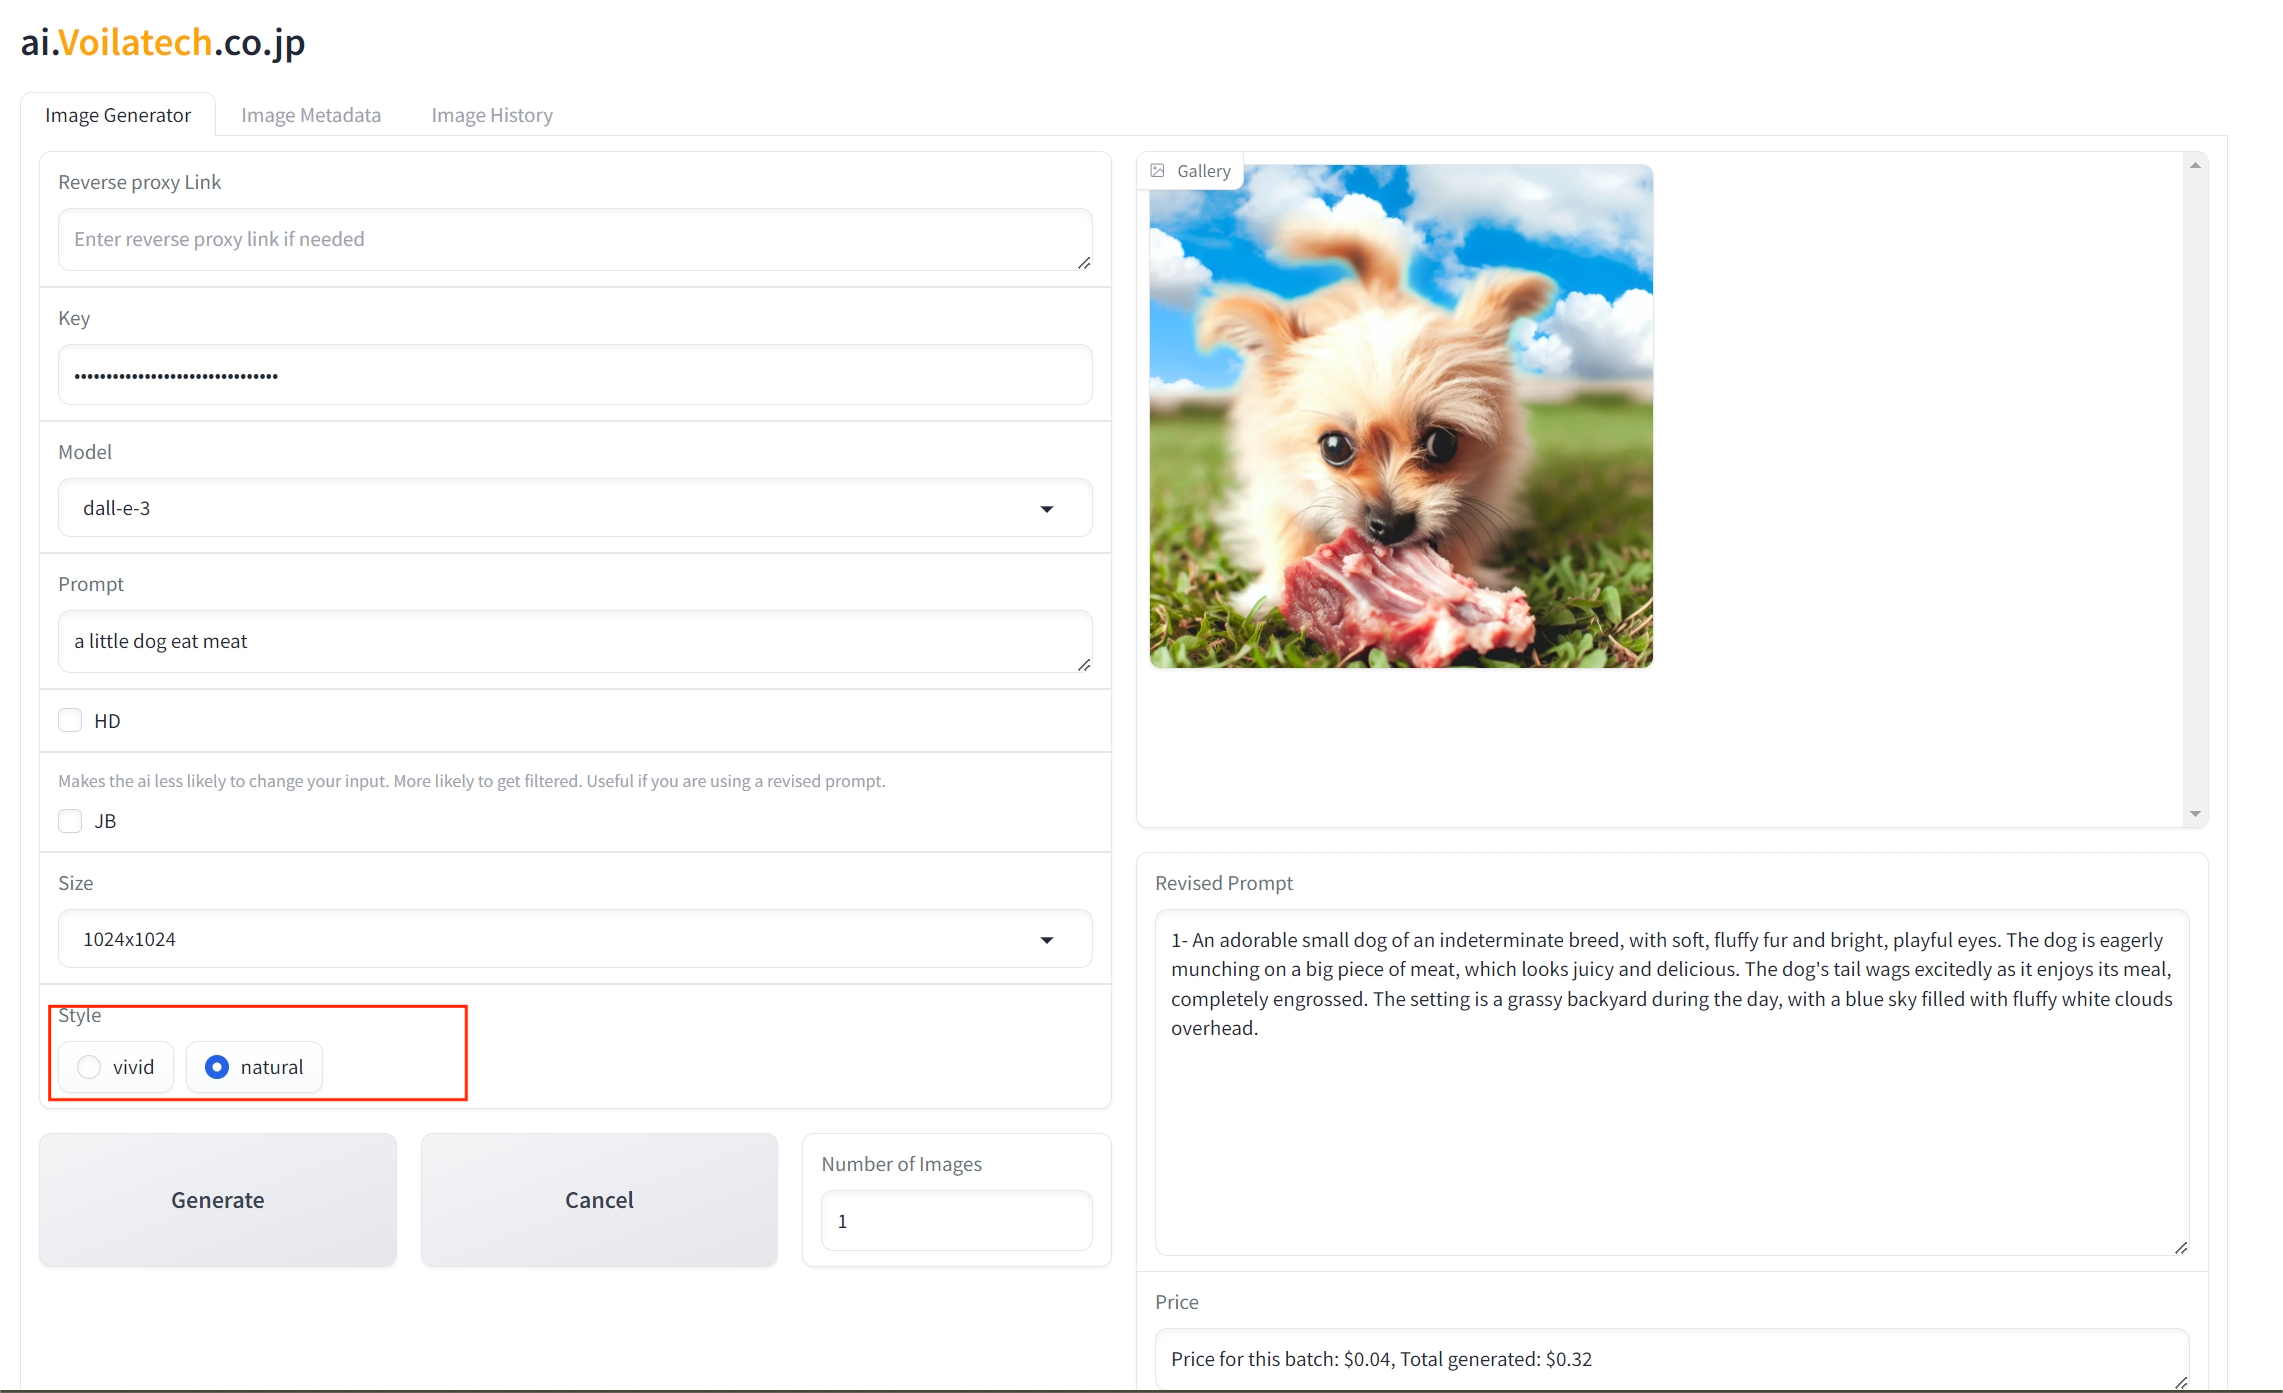 ai.Voilatech.co.jp
Image Generator
Image Metadata
Image History
Reverse proxy Link
Enter reverse proxy link if needed
Key
••••••••••••••••••••••••••••••••
Model
dall-e-3
Prompt
a little dog eat meat
HD
Makes the ai less likely to change your input. More likely to get filtered. Useful if you are using a revised prompt.
JB
Size
1024x1024
Style
vivid
natural
Generate
Cancel
Number of Images
1
Gallery
Revised Prompt
1- An adorable small dog of an indeterminate breed, with soft, fluffy fur and bright, playful eyes. The dog is eagerly
munching on a big piece of meat, which looks juicy and delicious. The dog's tail wags excitedly as it enjoys its meal,
completely engrossed. The setting is a grassy backyard during the day, with a blue sky filled with fluffy white clouds
overhead.
Price
Price for this batch: $0.04, Total generated: $0.32